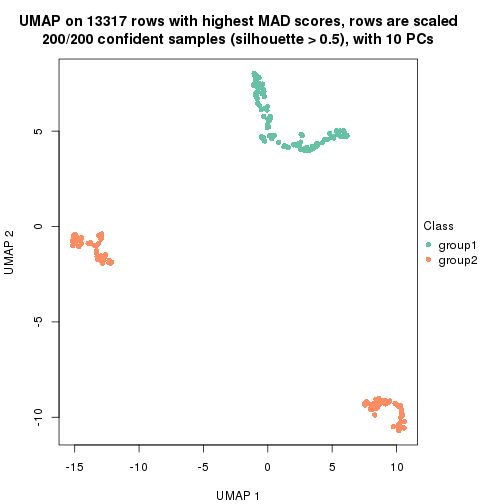 UMAP on 13317 rows with highest MAD scores, rows are scaled
200/200 confident samples (silhouette > 0.5), with 10 PCs
5
0
-5
-10
UMAP 2
-15
-10
-5
0
5
10
UMAP 1
Class
group1
group2